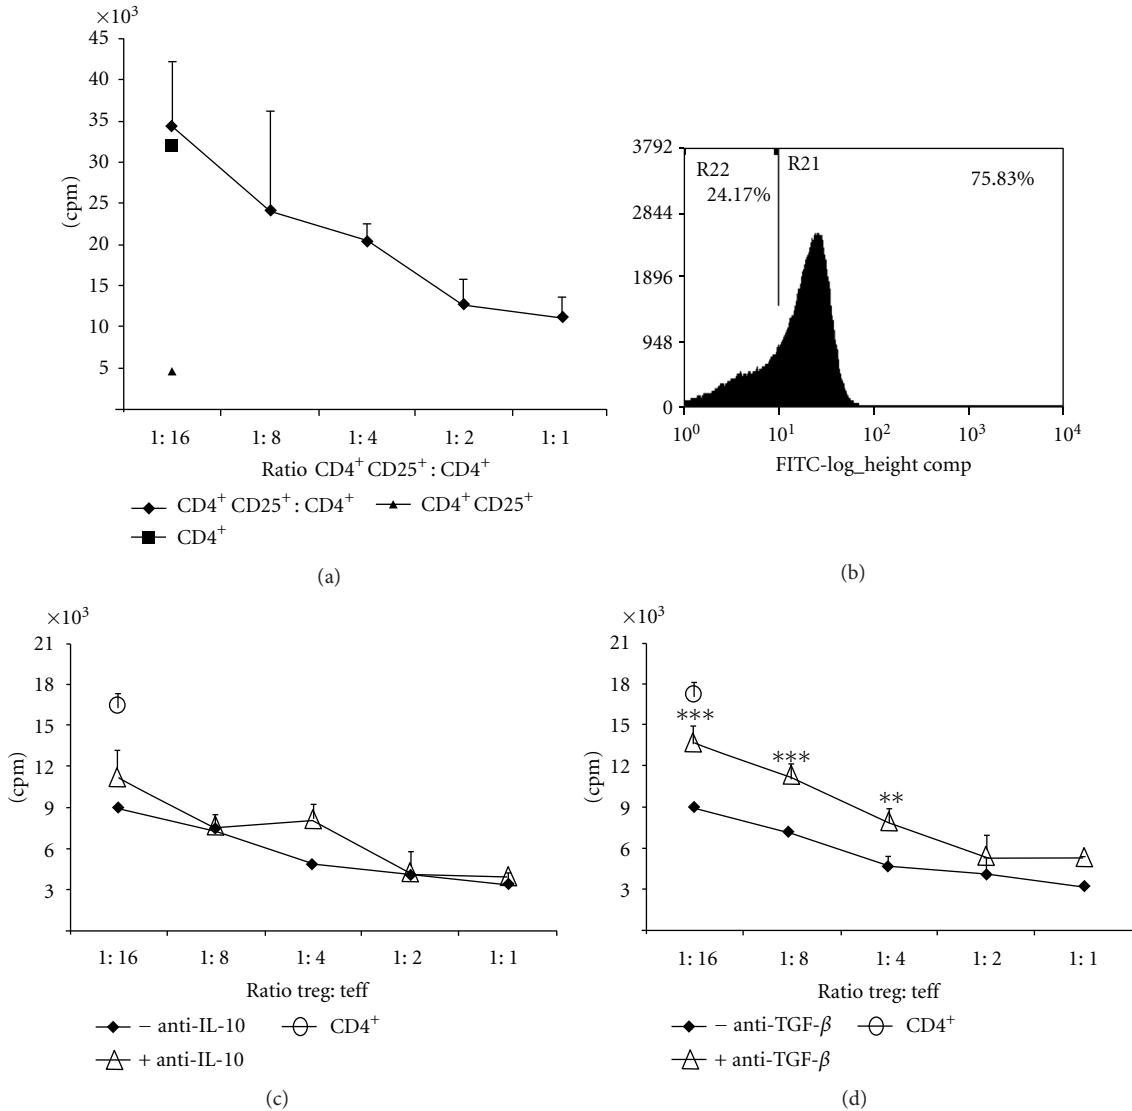 ×10³
45
40
35
30
25
20
15
10
5
(cpm)
1:16 1:8 1:4 1:2 1:1
Ratio CD4⁺ CD25⁺ : CD4⁺
CD4⁺ CD25⁺ : CD4⁺ CD4⁺ CD25⁺
CD4⁺
(a)
3792
2844
1896
948
0
R22 R21
24.17% 75.83%
10⁰ 10¹ 10² 10³ 10⁴
FITC-log_height comp
(b)
×10³
21
18
15
12
9
6
3
(cpm)
1:16 1:8 1:4 1:2 1:1
Ratio treg: teff
− anti-IL-10 CD4⁺
+ anti-IL-10
(c)
×10³
21
18
15
12
9
6
3
(cpm)
***
***
**
1:16 1:8 1:4 1:2 1:1
Ratio treg: teff
− anti-TGF-β CD4⁺
+ anti-TGF-β
(d)